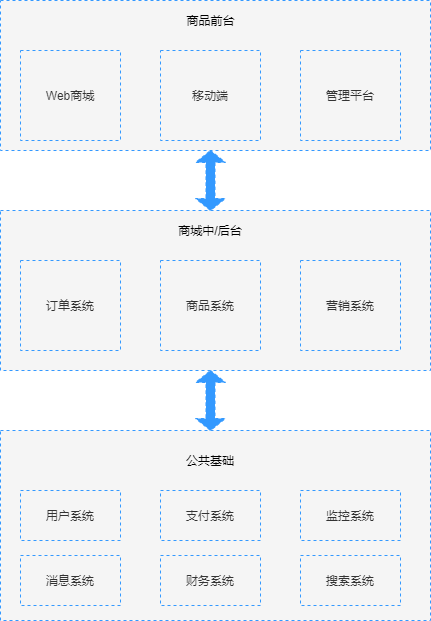 商品前台
Web商城
移动端
管理平台
商城中/后台
订单系统
商品系统
营销系统
公共基础
用户系统
支付系统
监控系统
消息系统
财务系统
搜索系统